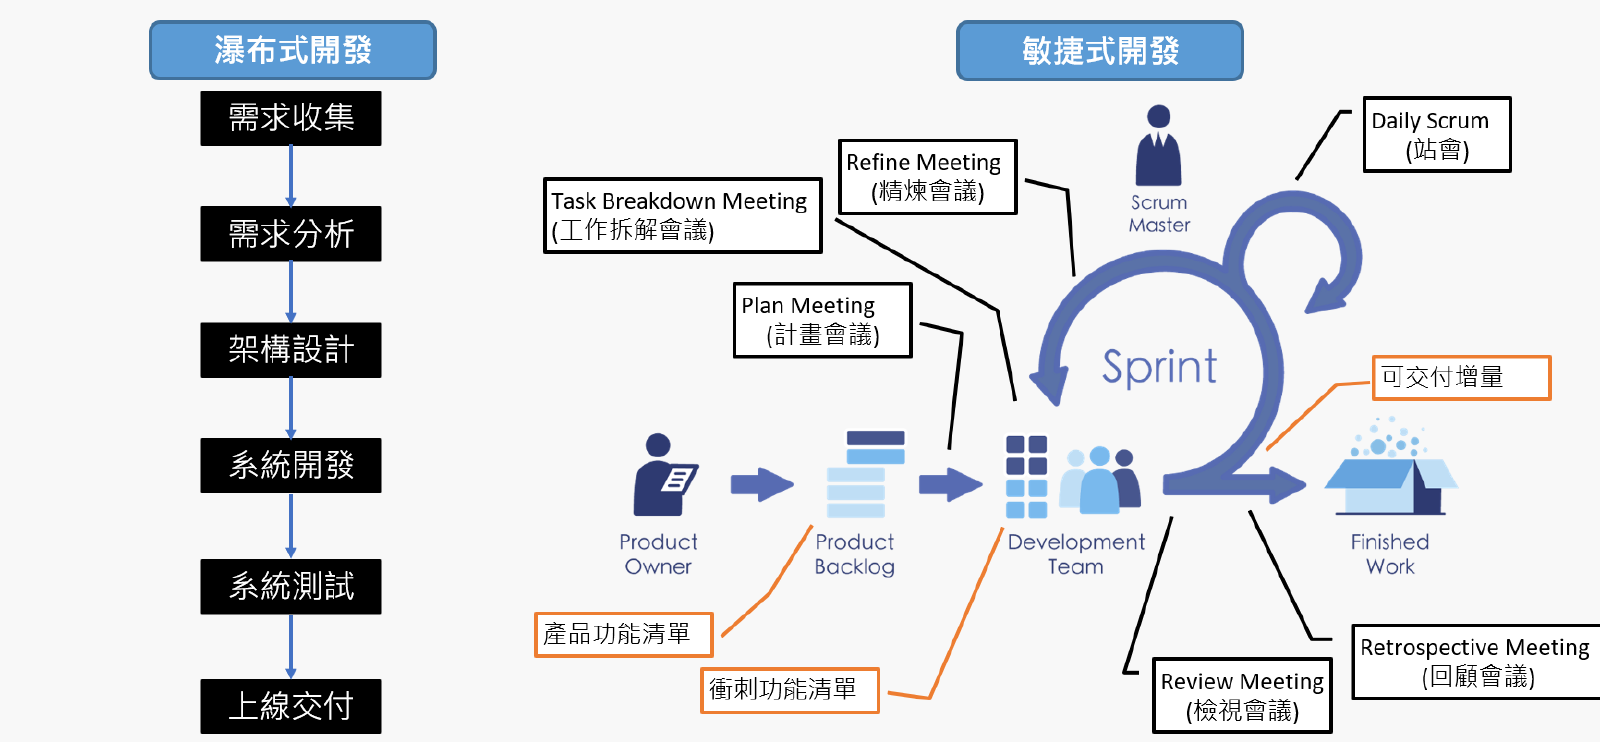 瀑布式開發
需求收集
需求分析
架構設計
系統開發
系統測試
上線交付
敏捷式開發
Scrum
Master
Daily Scrum
(站會)
Refine Meeting
(精煉會議)
Task Breakdown Meeting
(工作拆解會議)
Plan Meeting
(計畫會議)
Sprint
可交付增量
Product
Owner
Product
Backlog
Development
Team
Finished
Work
產品功能清單
衝刺功能清單
Review Meeting
(檢視會議)
Retrospective Meeting
(回顧會議)